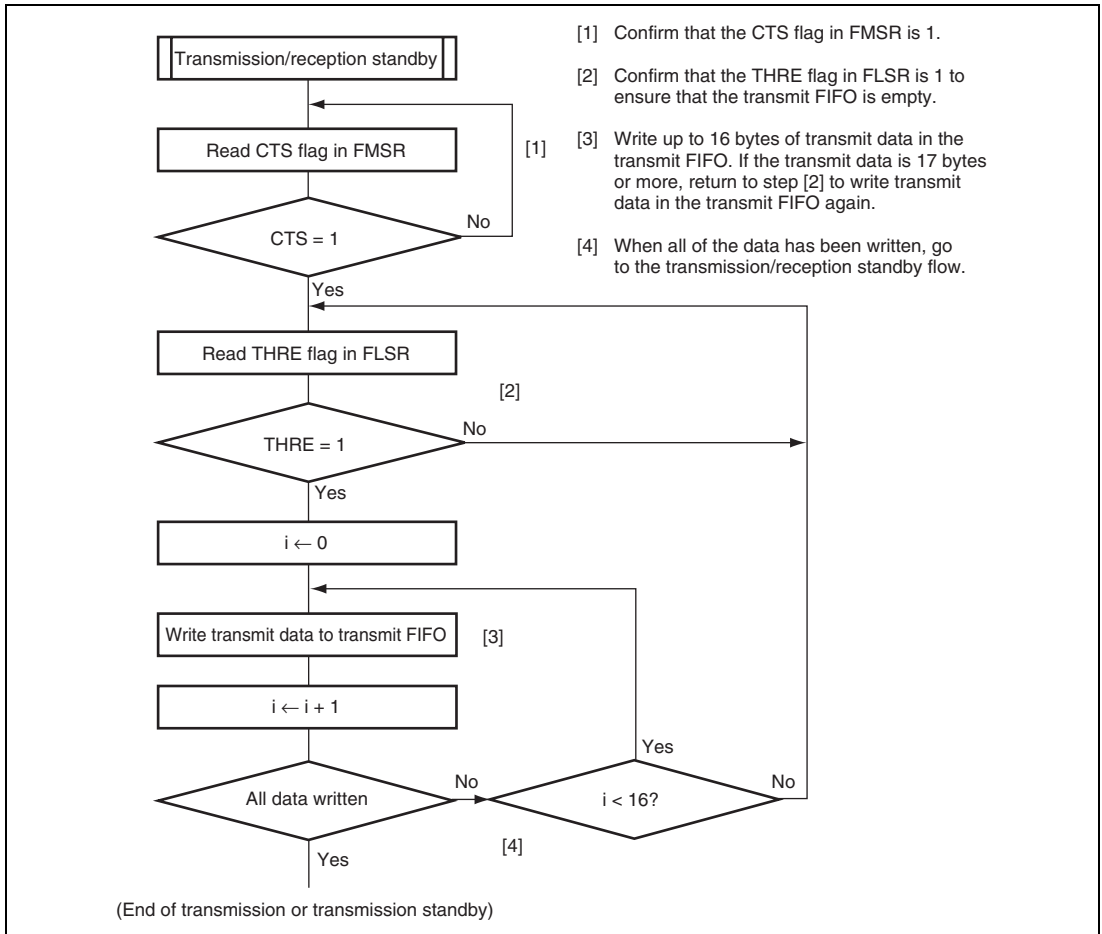 Transmission/reception standby
Read CTS flag in FMSR
[1]
CTS = 1
No
Yes
Read THRE flag in FLSR
[2]
THRE = 1
No
Yes
i ← 0
Write transmit data to transmit FIFO
[3]
i ← i + 1
All data written
No
i < 16?
Yes
No
[4]
Yes
(End of transmission or transmission standby)
[1] Confirm that the CTS flag in FMSR is 1.
[2] Confirm that the THRE flag in FLSR is 1 to
ensure that the transmit FIFO is empty.
[3] Write up to 16 bytes of transmit data in the
transmit FIFO. If the transmit data is 17 bytes
or more, return to step [2] to write transmit
data in the transmit FIFO again.
[4] When all of the data has been written, go
to the transmission/reception standby flow.